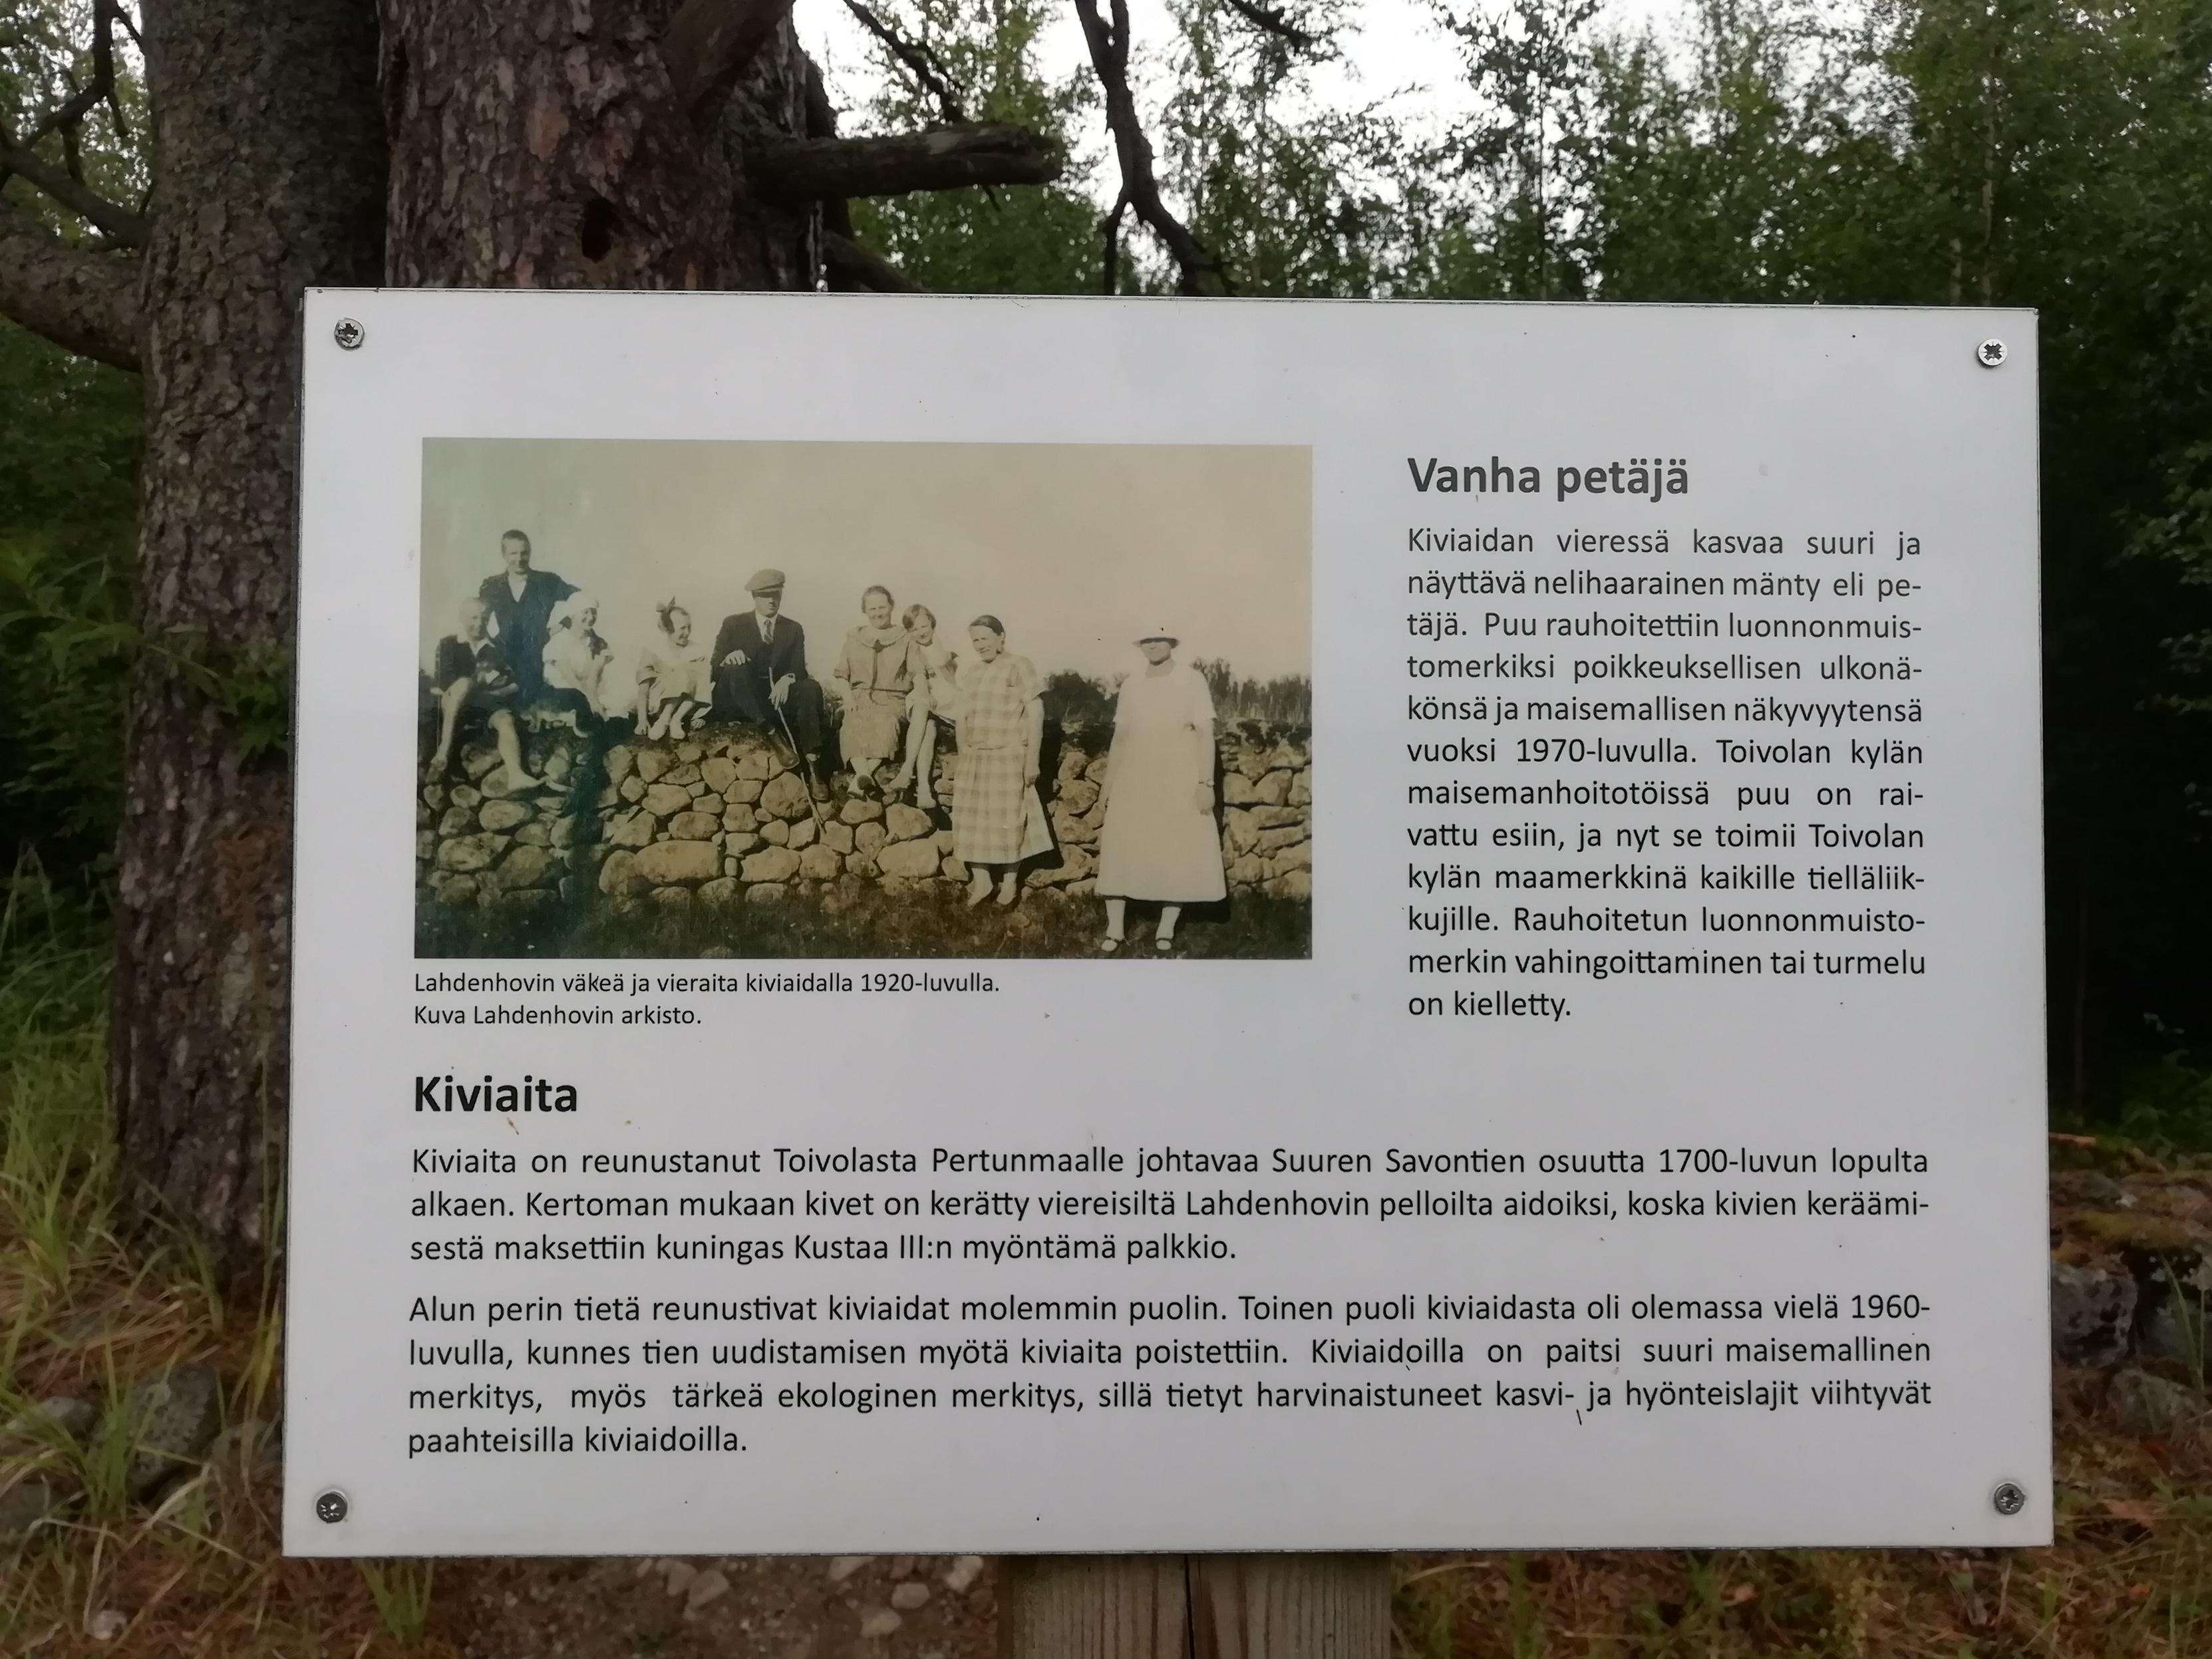 Vanha petäjä
Kiviaidan vieressä kasvaa suuri ja
näyttävä nelihaarainen mänty eli pe-
täjä. Puu rauhoitettiin luonnonmuis-
tomerkiksi poikkeuksellisen ulkonä-
könsä ja maisemallisen näkyvyytensä
vuoksi 1970-luvulla. Toivolan kylän
maisemanhoitotöissä puu on rai-
vattu esiin, ja nyt se toimii Toivolan
kylän maamerkkinä kaikille tielläliik-
kujille. Rauhoitetun luonnonmuisto-
merkin vahingoittaminen tai turmelu
on kielletty.
Lahdenhovin väkeä ja vieraita kiviaidalla 1920-luvulla.
Kuva Lahdenhovin arkisto.
Kiviaita
Kiviaita on reunustanut Toivolasta Pertunmaalle johtavaa Suuren Savontien osuutta 1700-luvun lopulta
alkaen. Kertoman mukaan kivet on kerätty viereisiltä Lahdenhovin pelloilta aidoiksi, koska kivien keräämi-
sestä maksettiin kuningas Kustaa III:n myöntämä palkkio.
Alun perin tietä reunustivat kiviaidat molemmin puolin. Toinen puoli kiviaidasta oli olemassa vielä 1960-
luvulla, kunnes tien uudistamisen myötä kiviaita poistettiin. Kiviaidoilla on paitsi suuri maisemallinen
merkitys, myös tärkeä ekologinen merkitys, sillä tietyt harvinaistuneet kasvi- ja hyönteislajit viihtyvät
paahteisilla kiviaidoilla.